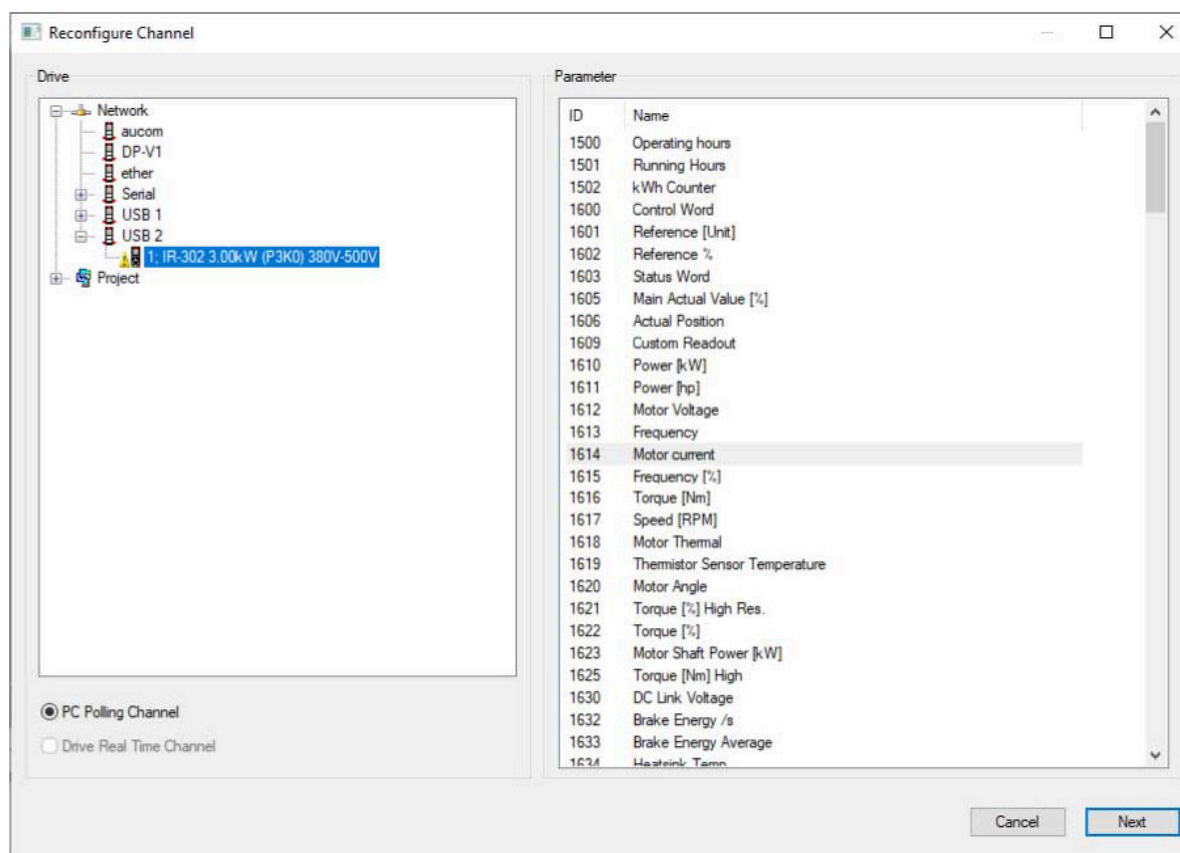 Reconfigure Channel
Drive
Network
aucom
DP-V1
ether
Serial
USB 1
USB 2
1; IR-302 3.00kW (P3K0) 380V-500V
Project
PC Polling Channel
Drive Real Time Channel
Parameter
ID Name
1500 Operating hours
1501 Running Hours
1502 kWh Counter
1600 Control Word
1601 Reference [Unit]
1602 Reference %
1603 Status Word
1605 Main Actual Value [%]
1606 Actual Position
1609 Custom Readout
1610 Power [kW]
1611 Power [hp]
1612 Motor Voltage
1613 Frequency
1614 Motor current
1615 Frequency [%]
1616 Torque [Nm]
1617 Speed [RPM]
1618 Motor Thermal
1619 Thermistor Sensor Temperature
1620 Motor Angle
1621 Torque [%] High Res.
1622 Torque [%]
1623 Motor Shaft Power [kW]
1625 Torque [Nm] High
1630 DC Link Voltage
1632 Brake Energy /s
1633 Brake Energy Average
1634 Heatsink Temp
Cancel Next